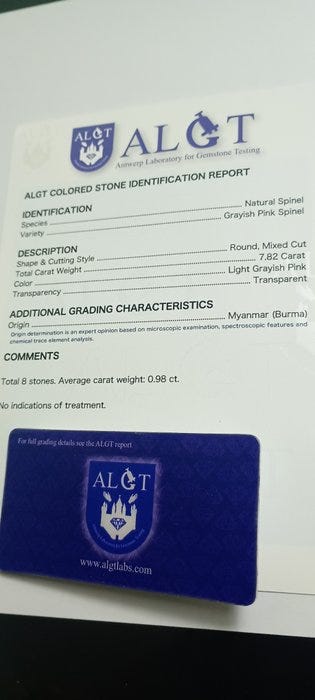 ALGT
ALGT
Antwerp Laboratory for Gemstone Testing
ALGT COLORED STONE IDENTIFICATION REPORT
IDENTIFICATION
Species Natural Spinel
Variety Grayish Pink Spinel
DESCRIPTION
Shape & Cutting Style Round, Mixed Cut
Total Carat Weight 7.82 Carat
Color Light Grayish Pink
Transparency Transparent
ADDITIONAL GRADING CHARACTERISTICS
Origin Myanmar (Burma)
Origin determination is an expert opinion based on microscopic examination, spectroscopic features and
chemical trace element analysis.
COMMENTS
Total 8 stones. Average carat weight: 0.98 ct.
No indications of treatment.
For full grading details see the ALGT report
ALGT
www.algtlabs.com